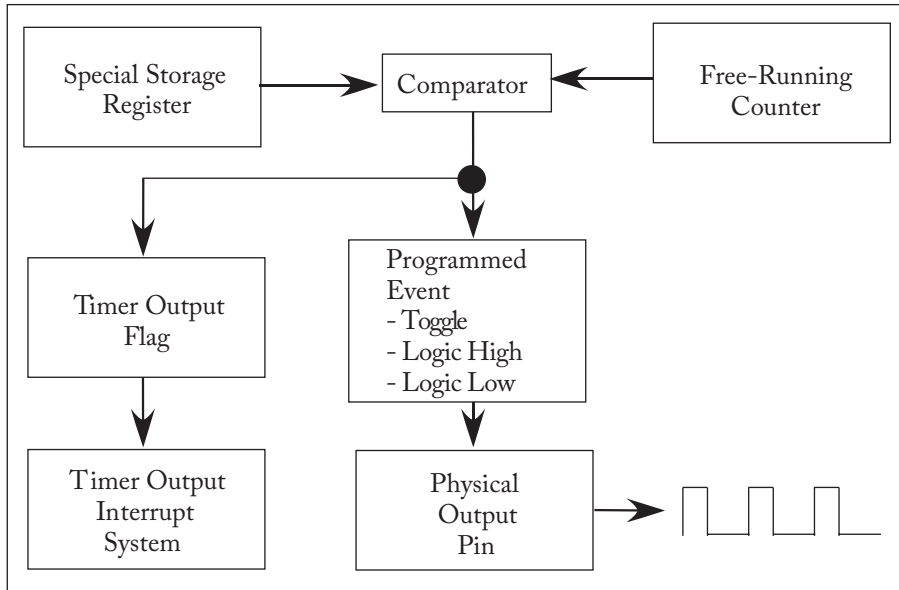 Special Storage
Register
Comparator
Free-Running
Counter
Timer Output
Flag
Programmed
Event
- Toggle
- Logic High
- Logic Low
Timer Output
Interrupt
System
Physical
Output
Pin